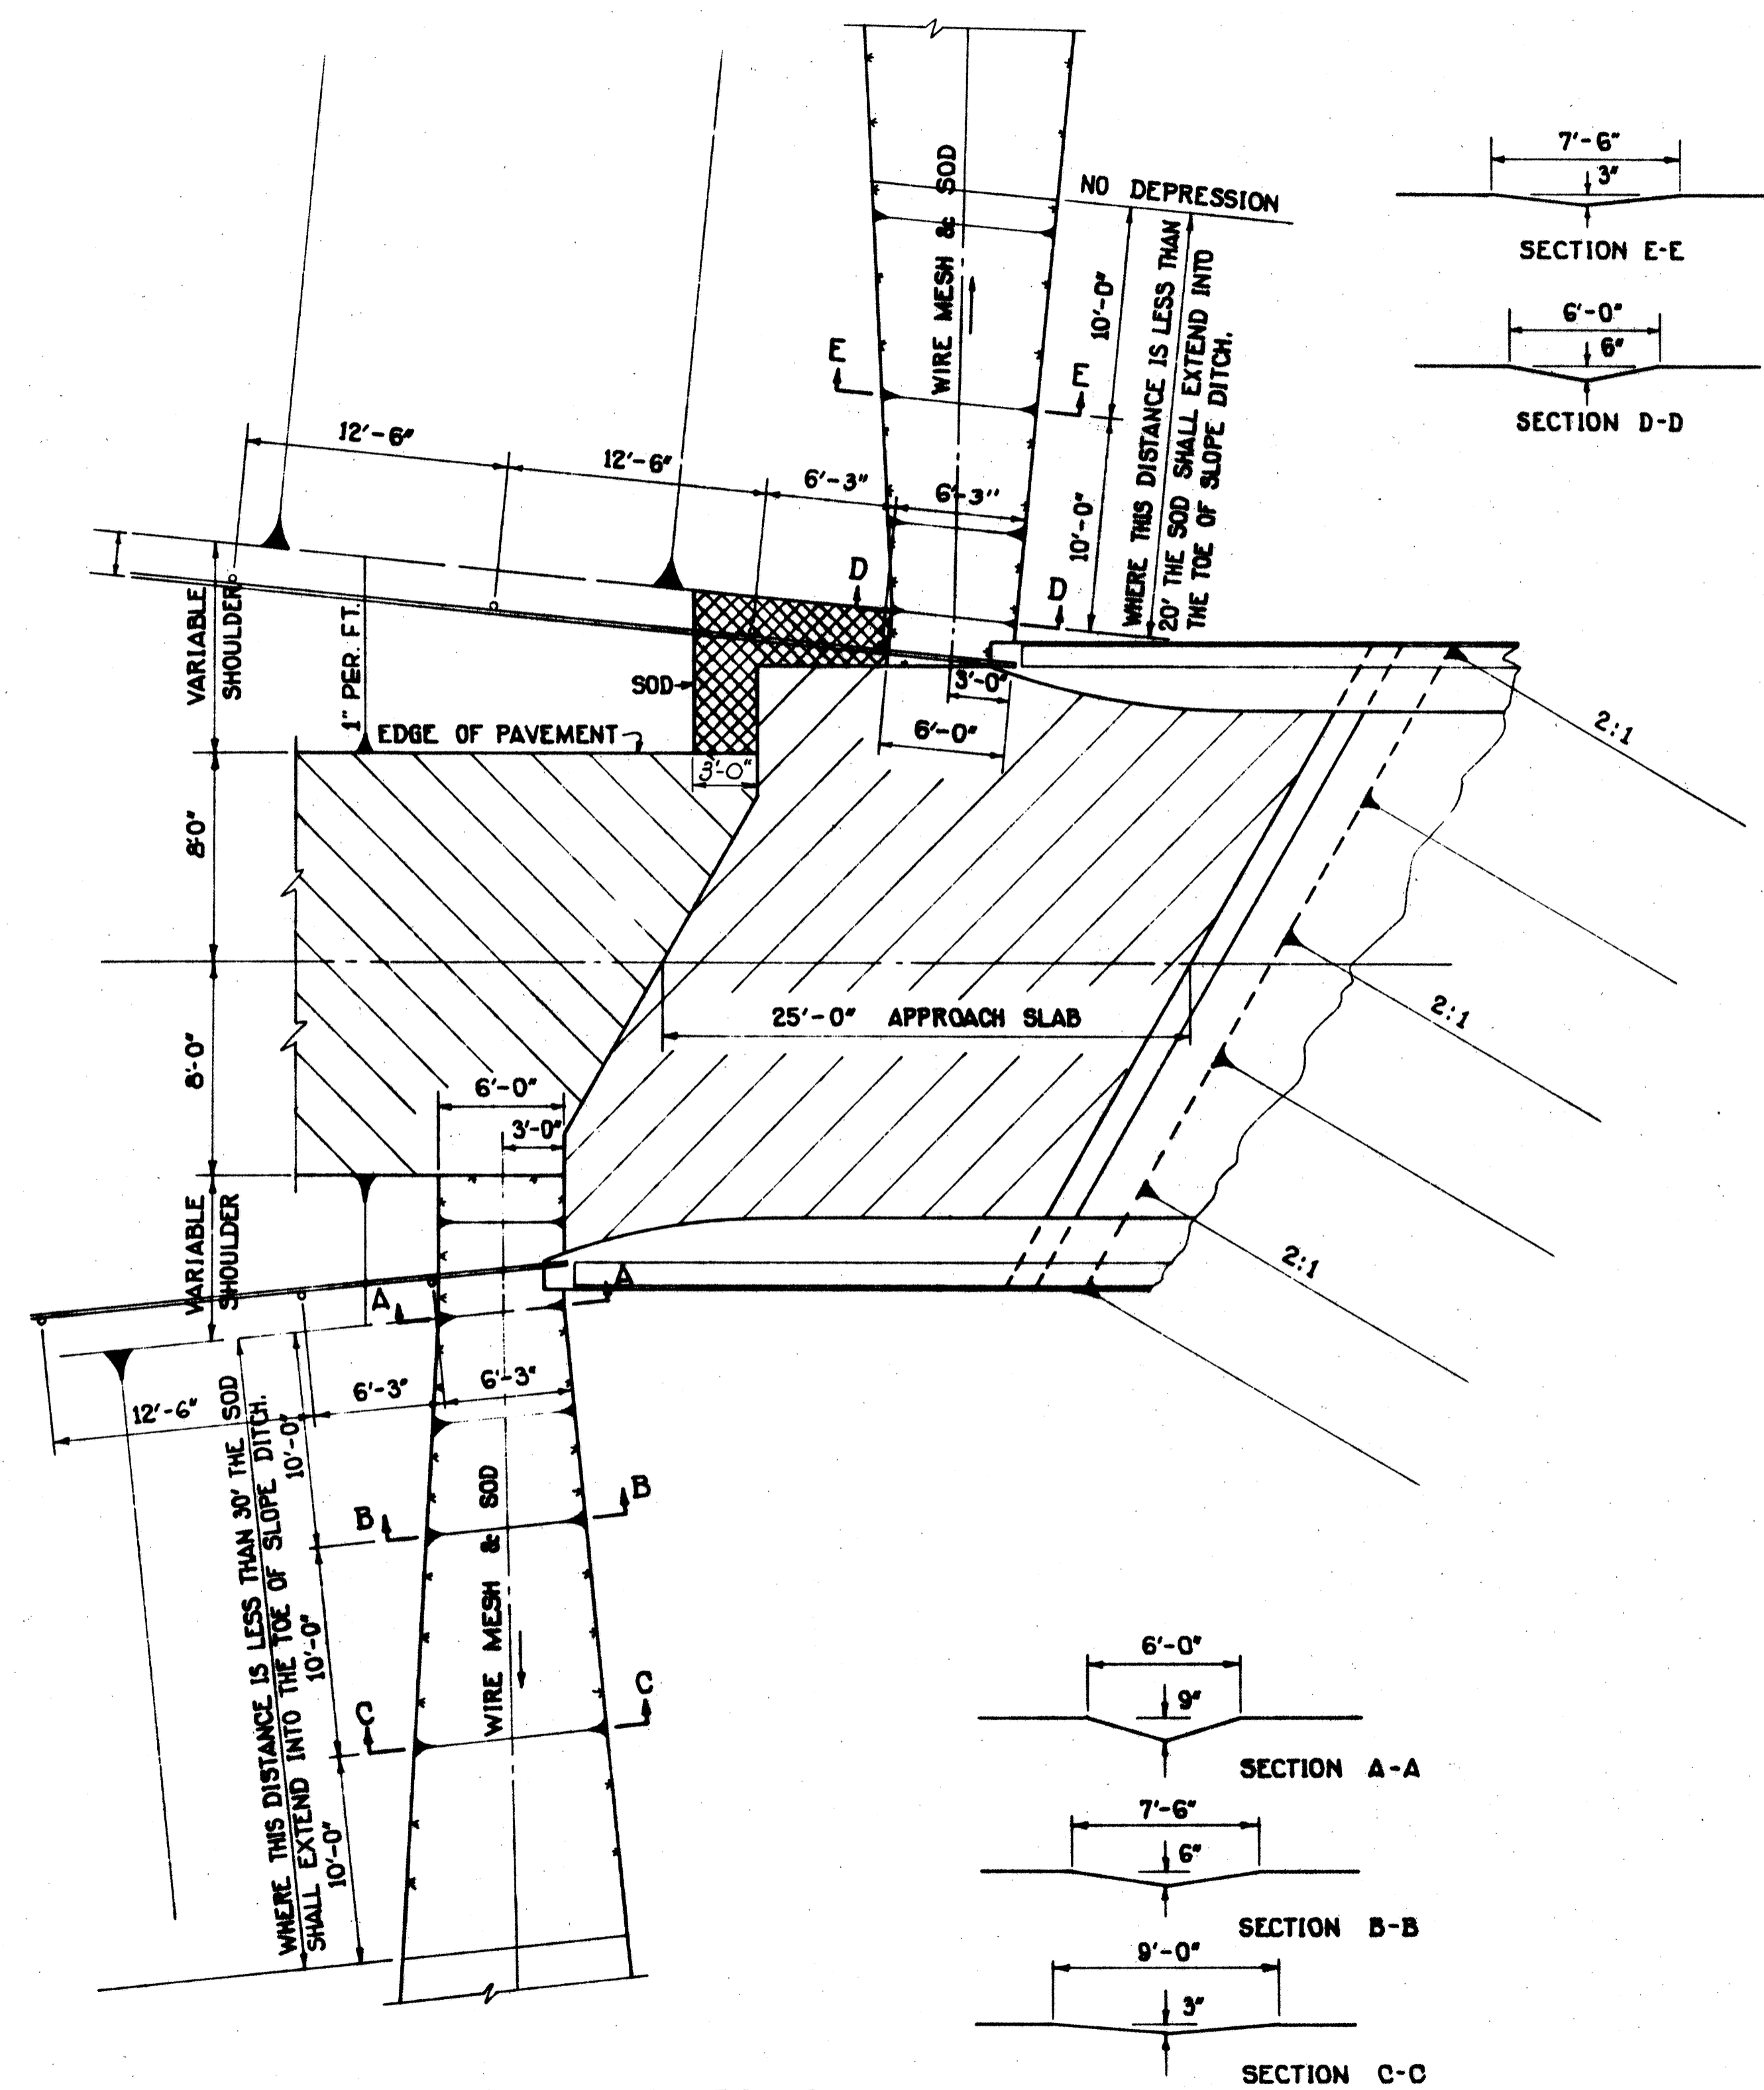 7'-6"
3"
SECTION E-E
6'-0"
6"
SECTION D-D
NO DEPRESSION
WIRE MESH & SOD
10'-0"
10'-0"
WHERE THIS DISTANCE IS LESS THAN
20' THE SOD SHALL EXTEND INTO
THE TOE OF SLOPE DITCH.
E
E
12'-6"
12'-6"
6'-3"
6'-3"
D
D
VARIABLE
SHOULDER
1" PER. FT.
SOD
3'-0"
6'-0"
EDGE OF PAVEMENT
3'-0"
2:1
8'-0"
8'-0"
25'-0" APPROACH SLAB
2:1
6'-0"
3'-0"
VARIABLE
SHOULDER
2:1
A
A
12'-6"
6'-3"
6'-3"
WHERE THIS DISTANCE IS LESS THAN 30' THE SOD
SHALL EXTEND INTO THE TOE OF SLOPE DITCH.
10'-0"
10'-0"
10'-0"
B
B
WIRE MESH & SOD
C
C
6'-0"
9"
SECTION A-A
7'-6"
6"
SECTION B-B
9'-0"
3"
SECTION C-C